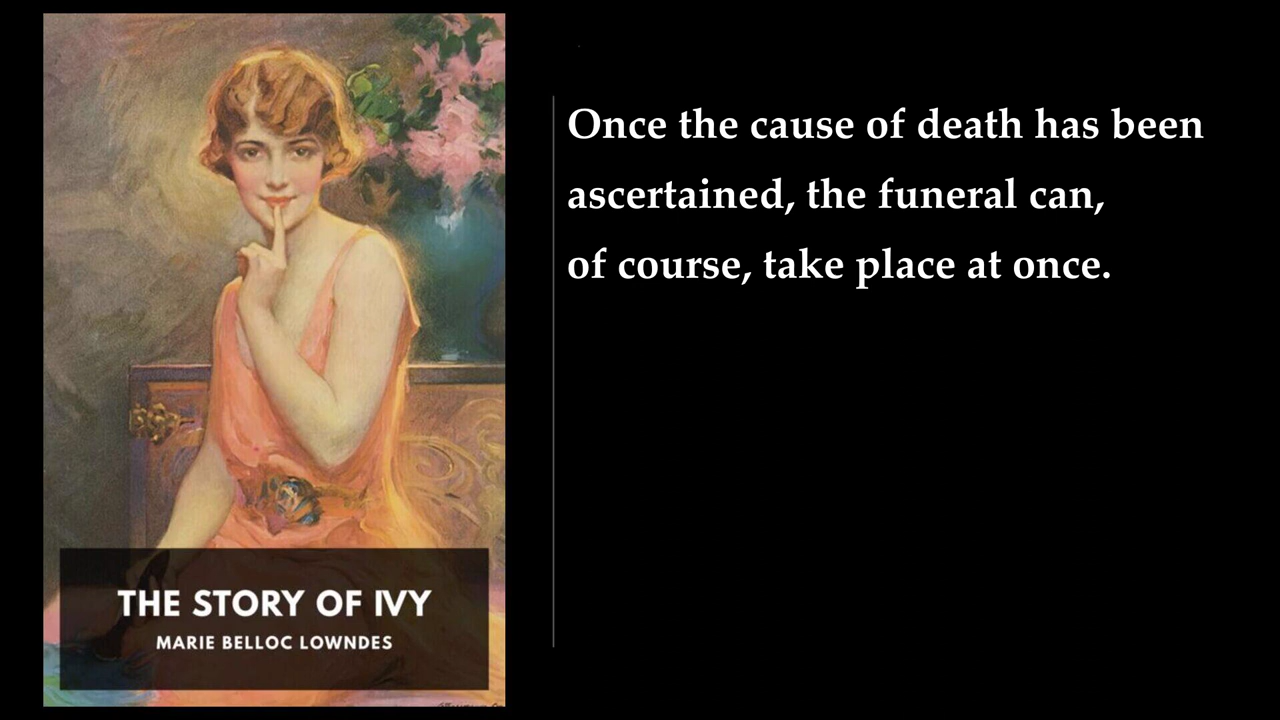 THE STORY OF IVY
MARIE BELLOC LOWNDES
Once the cause of death has been
ascertained, the funeral can,
of course, take place at once.